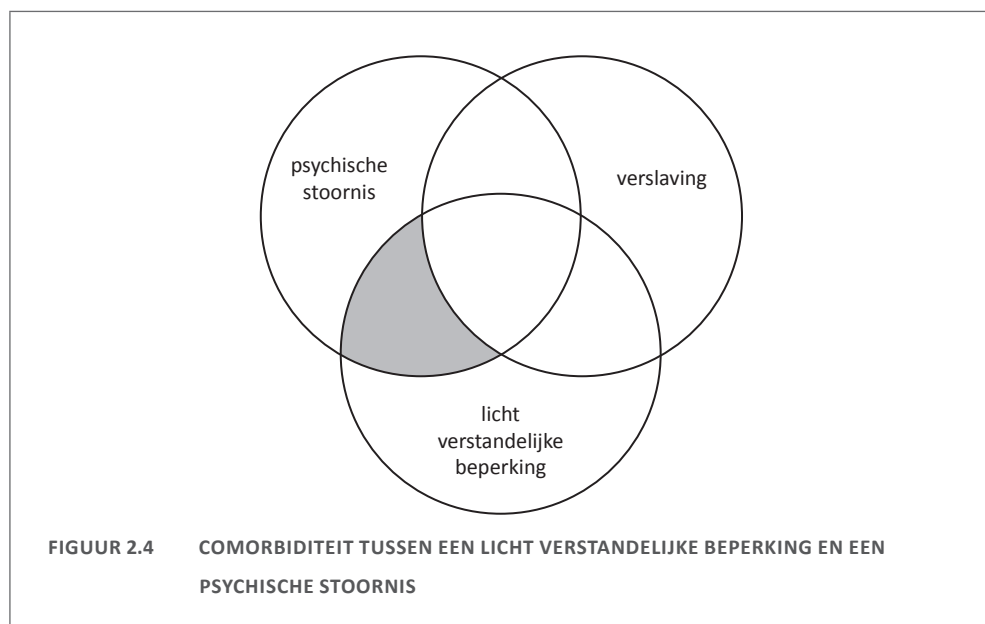 psychische
stoornis
verslaving
licht
verstandelijke
beperking
FIGUUR 2.4 COMORBIDITEIT TUSSEN EEN LICHT VERSTANDELIJKE BEPERKING EN EEN
PSYCHISCHE STOORNIS